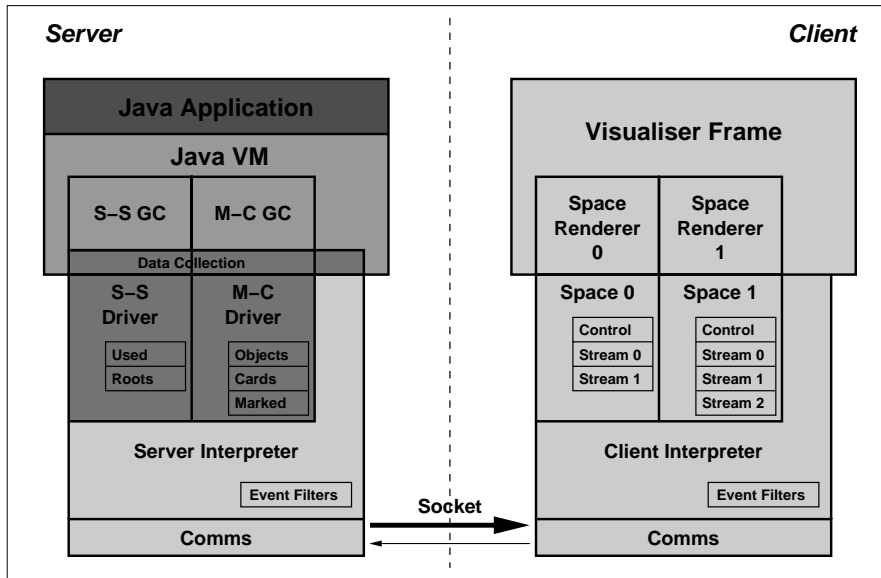 Server
Client
Java Application
Java VM
S–S GC
M–C GC
Data Collection
S–S
Driver
M–C
Driver
Used
Roots
Objects
Cards
Marked
Server Interpreter
Event Filters
Comms
Socket
Visualiser Frame
Space
Renderer
0
Space
Renderer
1
Space 0
Space 1
Control
Stream 0
Stream 1
Control
Stream 0
Stream 1
Stream 2
Client Interpreter
Event Filters
Comms